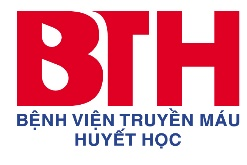 BTH
BỆNH VIỆN TRUYỀN MÁU
HUYẾT HỌC